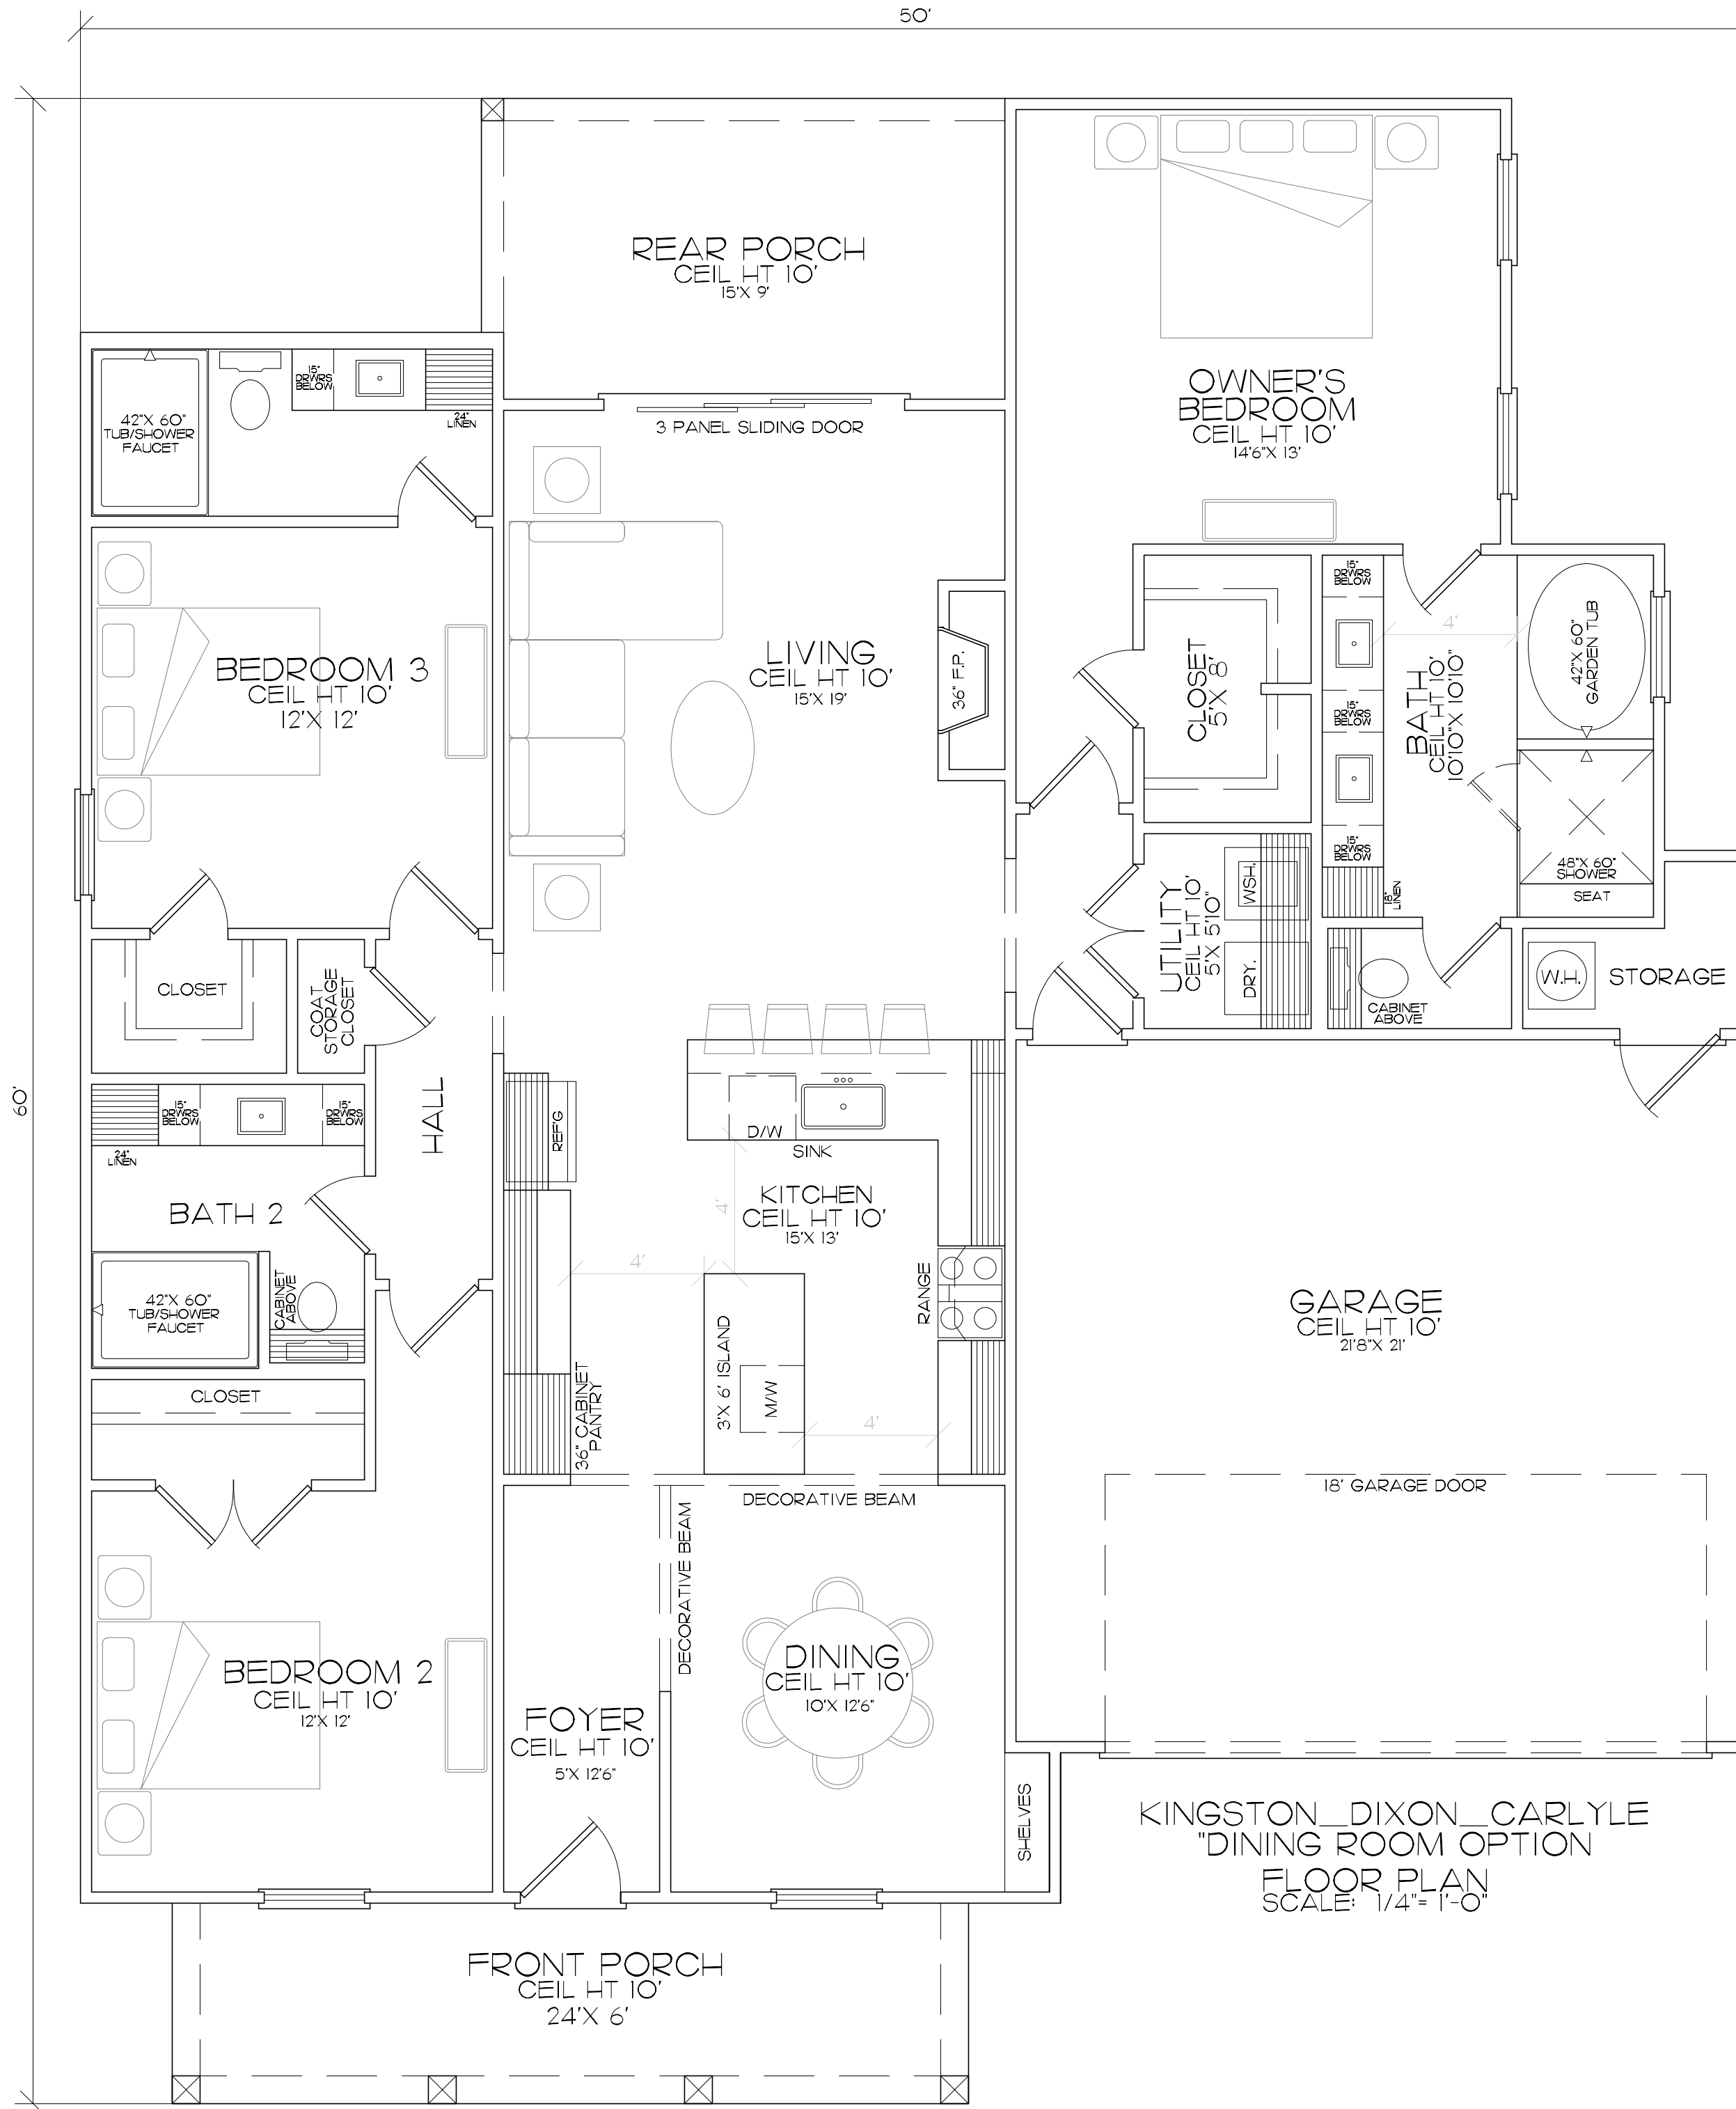 50'
60'
REAR PORCH
CEIL HT 10'
15'X 9'
3 PANEL SLIDING DOOR
OWNER'S
BEDROOM
CEIL HT 10'
14'6"X 13'
42"X 60"
TUB/SHOWER
FAUCET
15"
DRWRS
BELOW
24"
LINEN
BEDROOM 3
CEIL HT 10'
12'X 12'
LIVING
CEIL HT 10'
15'X 19'
36" F.P.
CLOSET
5'X 8'
15"
DRWRS
BELOW
15"
DRWRS
BELOW
15"
DRWRS
BELOW
18"
LINEN
4'
BATH
CEIL HT 10'
10'10"X 10'10"
42"X 60"
GARDEN TUB
48"X 60"
SHOWER
SEAT
UTILITY
CEIL HT 10'
5'X 5'10"
WSH.
DRY.
CABINET
ABOVE
W.H.
STORAGE
CLOSET
COAT
STORAGE
CLOSET
HALL
15"
DRWRS
BELOW
15"
DRWRS
BELOW
24"
LINEN
BATH 2
42"X 60"
TUB/SHOWER
FAUCET
CABINET
ABOVE
CLOSET
REF'G
D/W
SINK
KITCHEN
CEIL HT 10'
15'X 13'
4'
4'
4'
RANGE
3'X 6' ISLAND
M/W
36" CABINET
PANTRY
DECORATIVE BEAM
DECORATIVE BEAM
GARAGE
CEIL HT 10'
21'8"X 21'
18' GARAGE DOOR
BEDROOM 2
CEIL HT 10'
12'X 12'
FOYER
CEIL HT 10'
5'X 12'6"
DINING
CEIL HT 10'
10'X 12'6"
SHELVES
KINGSTON_DIXON_CARLYLE
"DINING ROOM OPTION
FLOOR PLAN
SCALE: 1/4"= 1'-0"
FRONT PORCH
CEIL HT 10'
24'X 6'